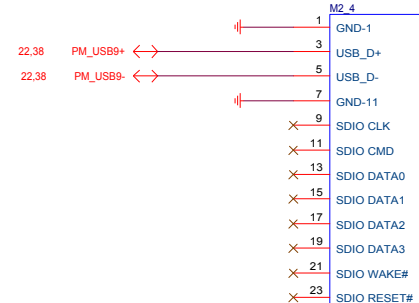 M2_4
1 GND-1
22,38 PM_USB9+ 3 USB_D+
22,38 PM_USB9- 5 USB_D-
7 GND-11
9 SDIO CLK
11 SDIO CMD
13 SDIO DATA0
15 SDIO DATA1
17 SDIO DATA2
19 SDIO DATA3
21 SDIO WAKE#
23 SDIO RESET#